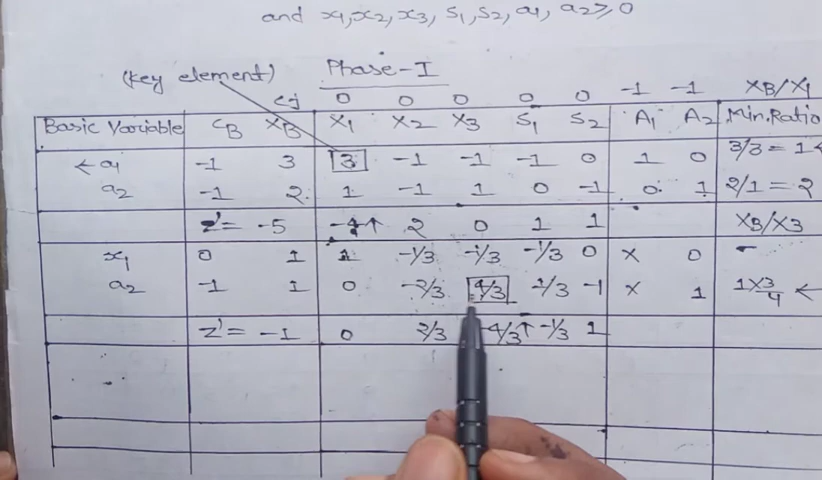 and x1, x2, x3, s1, s2, a1, a2 ≥ 0
(key element) Phase-I
Cj 0 0 0 0 0 -1 -1 XB/X1
Basic Variable CB XB X1 X2 X3 S1 S2 A1 A2 Min. Ratio
← a1 -1 3 3 -1 -1 -1 0 1 0 3/3 = 1 ←
a2 -1 2 1 -1 1 0 -1 0 1 2/1 = 2
z' = -5 -4↑ 2 0 1 1 XB/X3
x1 0 1 1 -1/3 -1/3 -1/3 0 x 0 -
a2 -1 1 0 -2/3 4/3 1/3 -1 x 1 1×3/4 ←
z' = -1 0 2/3 -4/3↑ -1/3 1